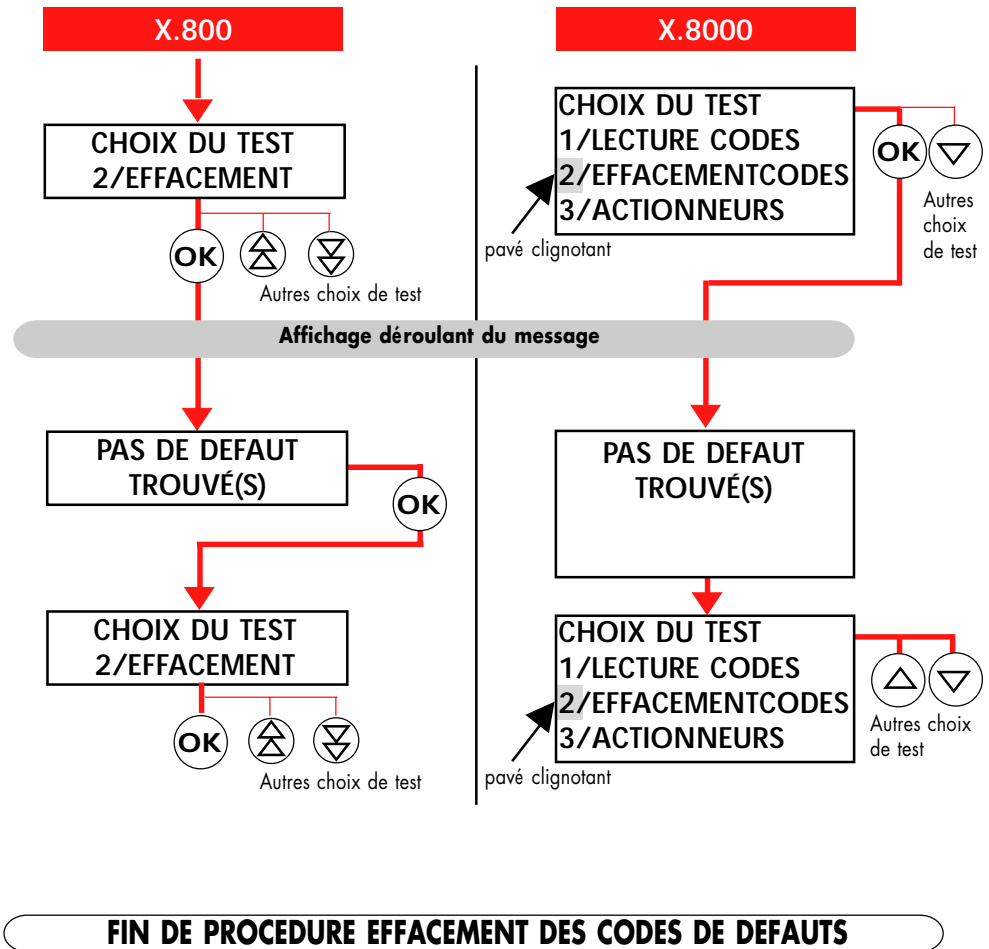 X.800
CHOIX DU TEST
2/EFFACEMENT
OK
Autres choix de test
X.8000
CHOIX DU TEST
1/LECTURE CODES
2/EFFACEMENTCODES
3/ACTIONNEURS
pavé clignotant
OK
Autres
choix
de test
Affichage déroulant du message
PAS DE DEFAUT
TROUVÉ(S)
OK
CHOIX DU TEST
2/EFFACEMENT
OK
Autres choix de test
PAS DE DEFAUT
TROUVÉ(S)
CHOIX DU TEST
1/LECTURE CODES
2/EFFACEMENTCODES
3/ACTIONNEURS
pavé clignotant
Autres choix
de test
FIN DE PROCEDURE EFFACEMENT DES CODES DE DEFAUTS